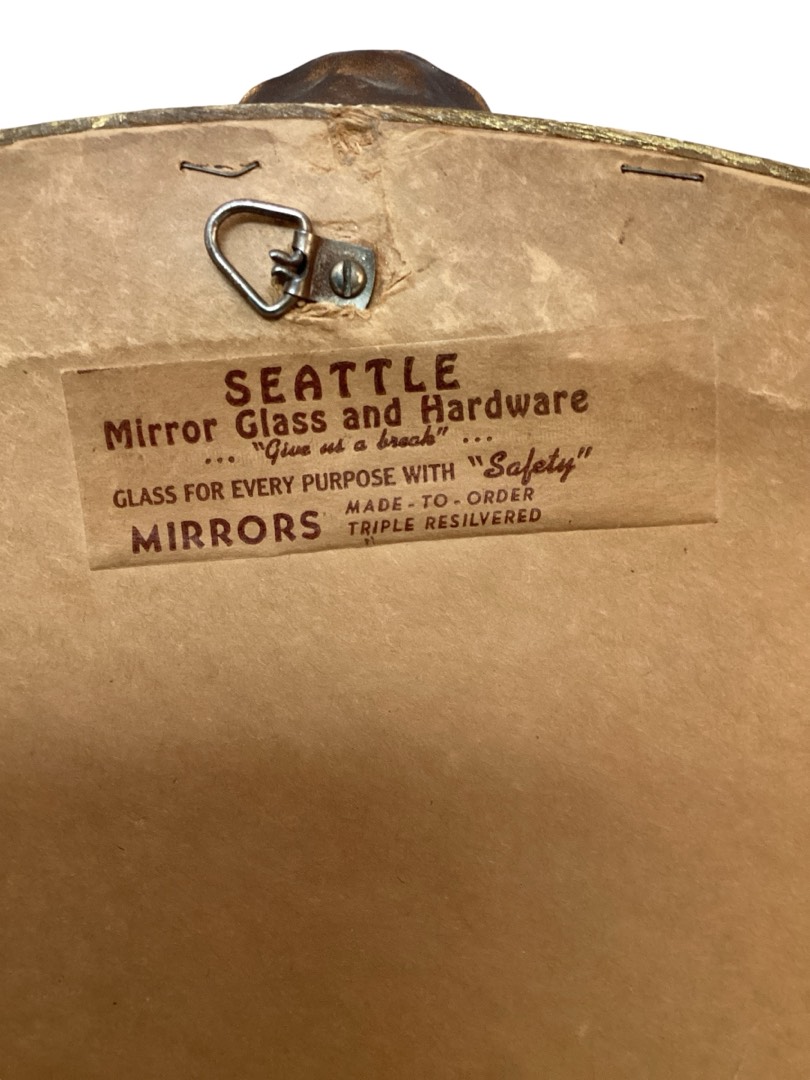 SEATTLE
Mirror Glass and Hardware
... "Give us a break" ...
GLASS FOR EVERY PURPOSE WITH "Safety"
MIRRORS MADE-TO-ORDER
TRIPLE RESILVERED